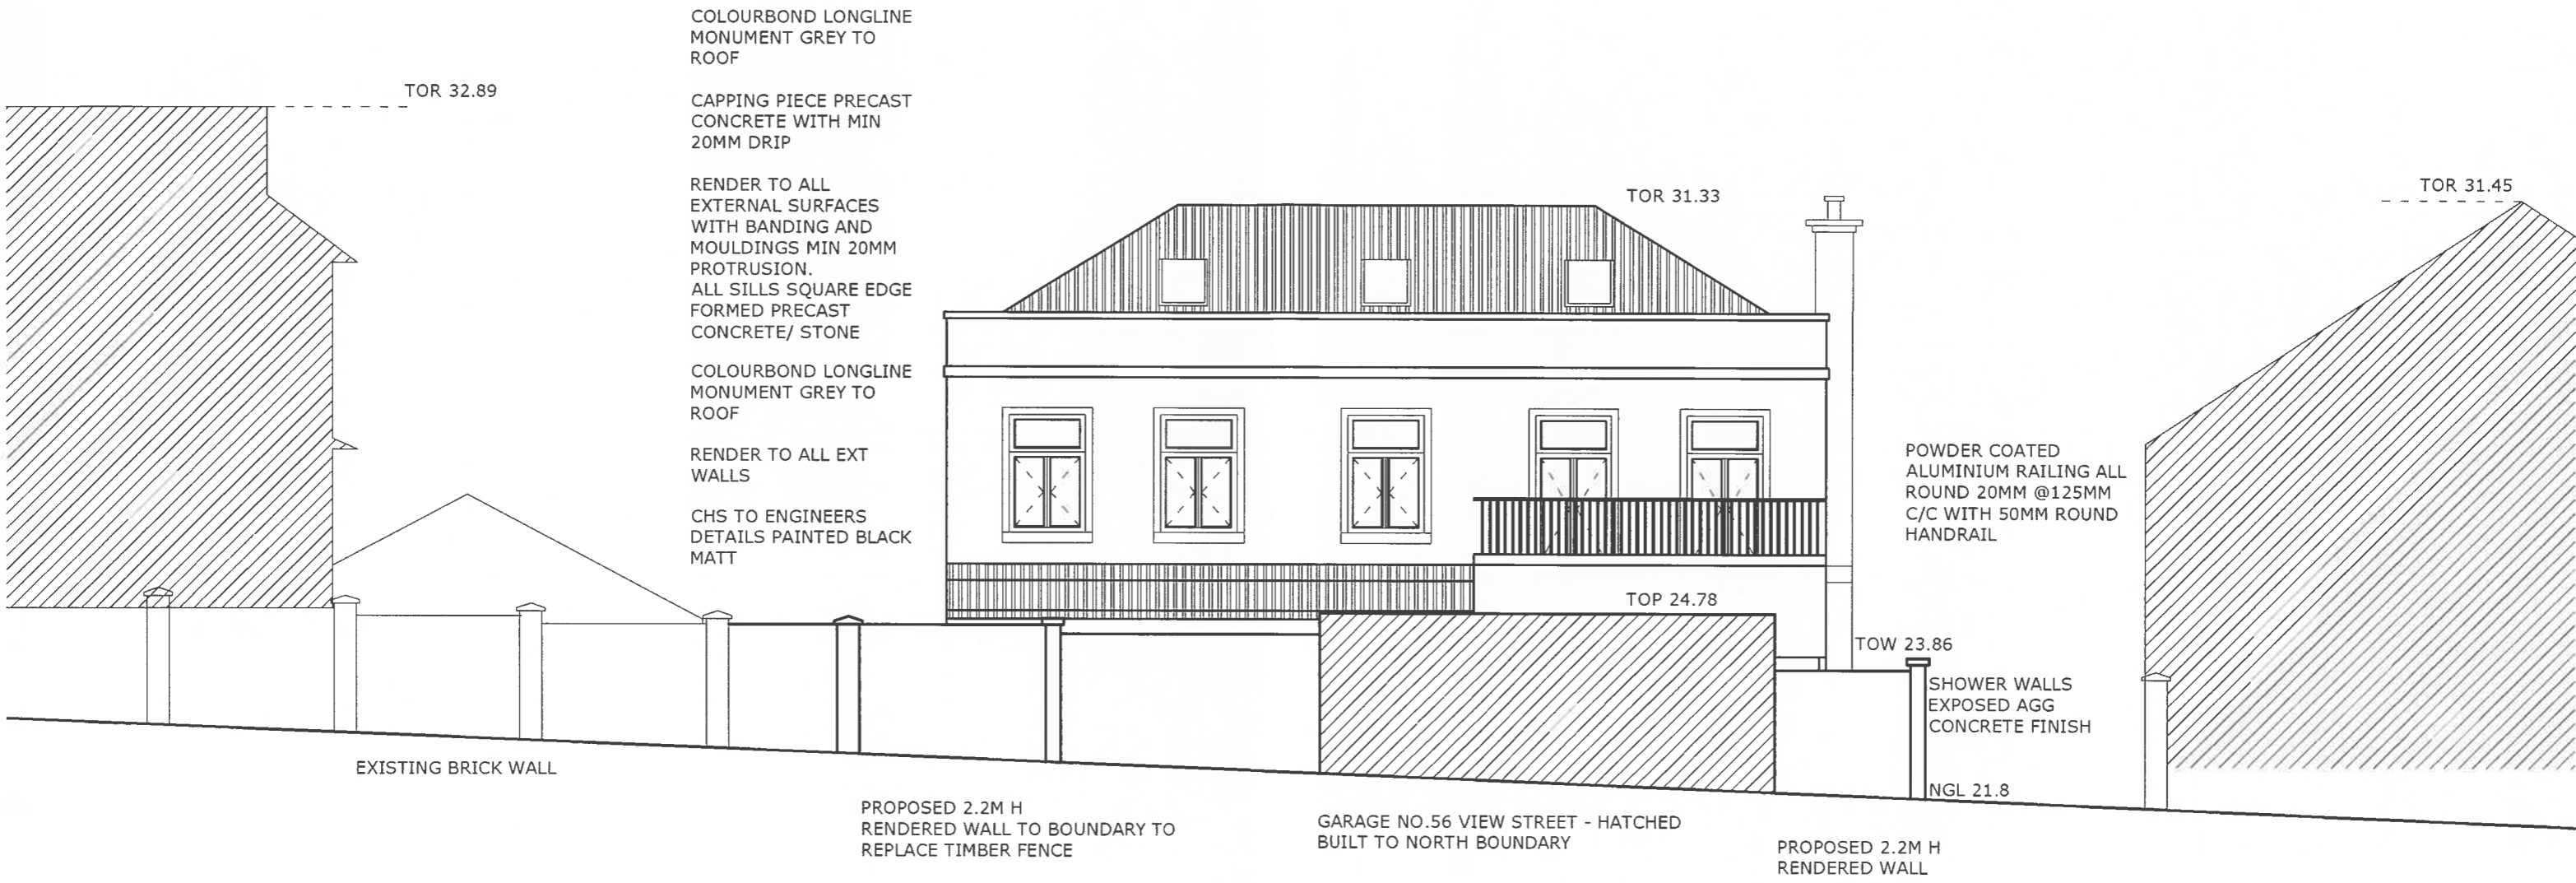 COLOURBOND LONGLINE
MONUMENT GREY TO
ROOF
TOR 32.89
CAPPING PIECE PRECAST
CONCRETE WITH MIN
20MM DRIP
RENDER TO ALL
EXTERNAL SURFACES
WITH BANDING AND
MOULDINGS MIN 20MM
PROTRUSION.
ALL SILLS SQUARE EDGE
FORMED PRECAST
CONCRETE/ STONE
COLOURBOND LONGLINE
MONUMENT GREY TO
ROOF
RENDER TO ALL EXT
WALLS
CHS TO ENGINEERS
DETAILS PAINTED BLACK
MATT
TOR 31.33
TOR 31.45
POWDER COATED
ALUMINIUM RAILING ALL
ROUND 20MM @125MM
C/C WITH 50MM ROUND
HANDRAIL
TOP 24.78
TOW 23.86
SHOWER WALLS
EXPOSED AGG
CONCRETE FINISH
NGL 21.8
EXISTING BRICK WALL
PROPOSED 2.2M H
RENDERED WALL TO BOUNDARY TO
REPLACE TIMBER FENCE
GARAGE NO.56 VIEW STREET - HATCHED
BUILT TO NORTH BOUNDARY
PROPOSED 2.2M H
RENDERED WALL